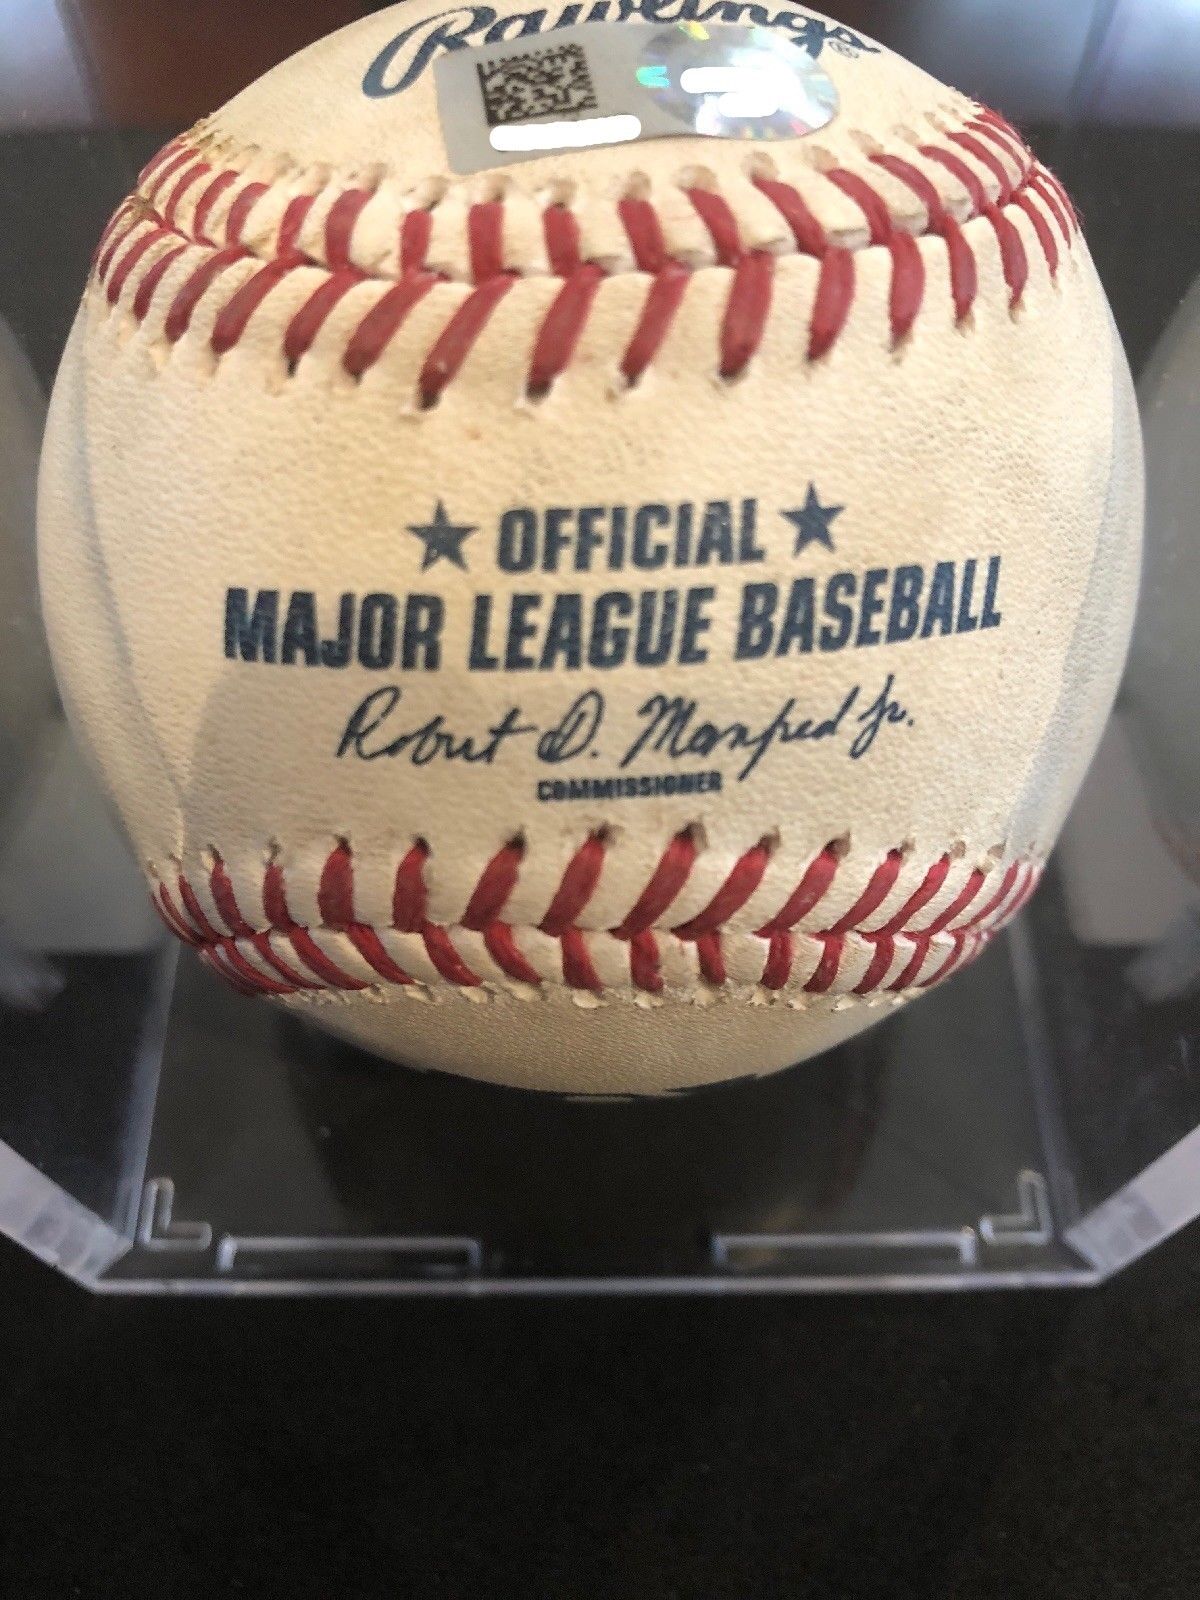 Rawlings®
★ OFFICIAL ★
MAJOR LEAGUE BASEBALL
Robert D. Manfred Jr.
COMMISSIONER